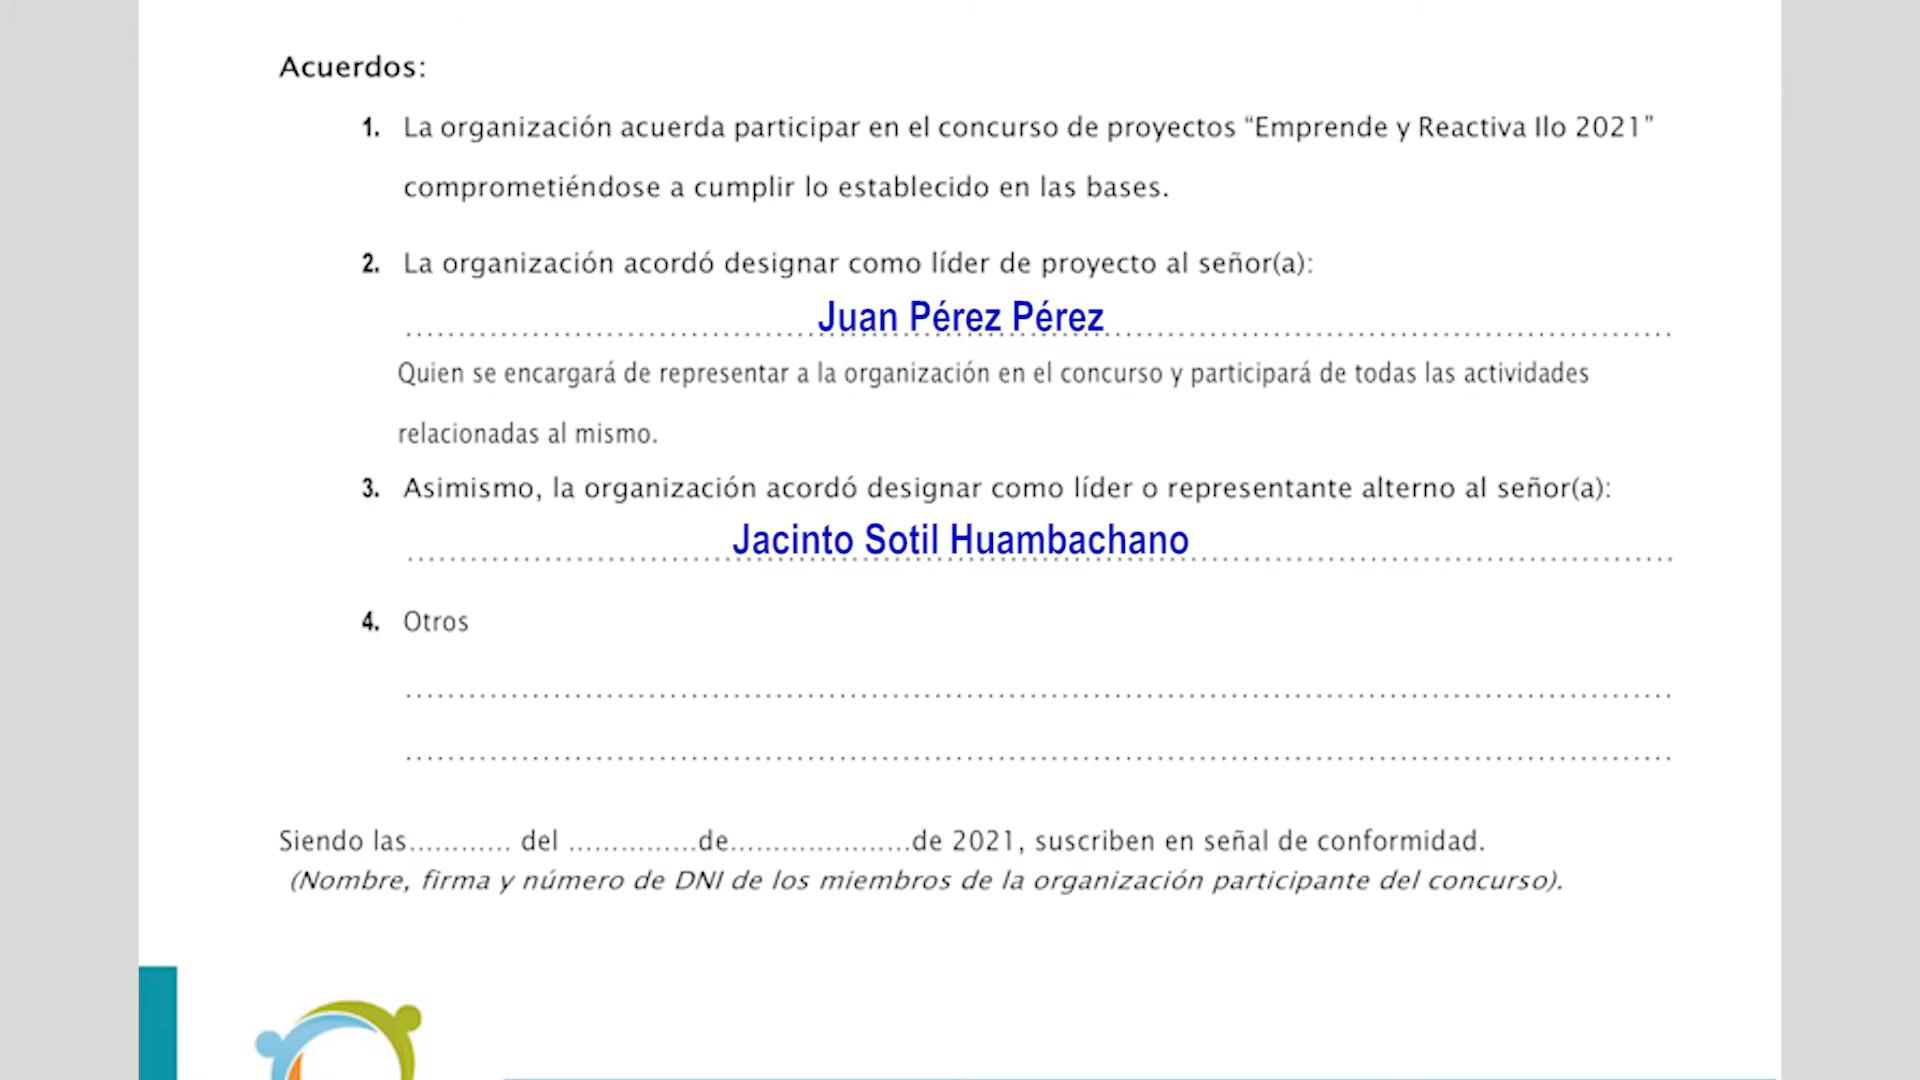 Acuerdos:
1. La organización acuerda participar en el concurso de proyectos “Emprende y Reactiva Ilo 2021”
comprometiéndose a cumplir lo establecido en las bases.
2. La organización acordó designar como líder de proyecto al señor(a):
Juan Pérez Pérez
Quien se encargará de representar a la organización en el concurso y participará de todas las actividades
relacionadas al mismo.
3. Asimismo, la organización acordó designar como líder o representante alterno al señor(a):
Jacinto Sotil Huambachano
4. Otros
Siendo las............ del ...............de.....................de 2021, suscriben en señal de conformidad.
(Nombre, firma y número de DNI de los miembros de la organización participante del concurso).